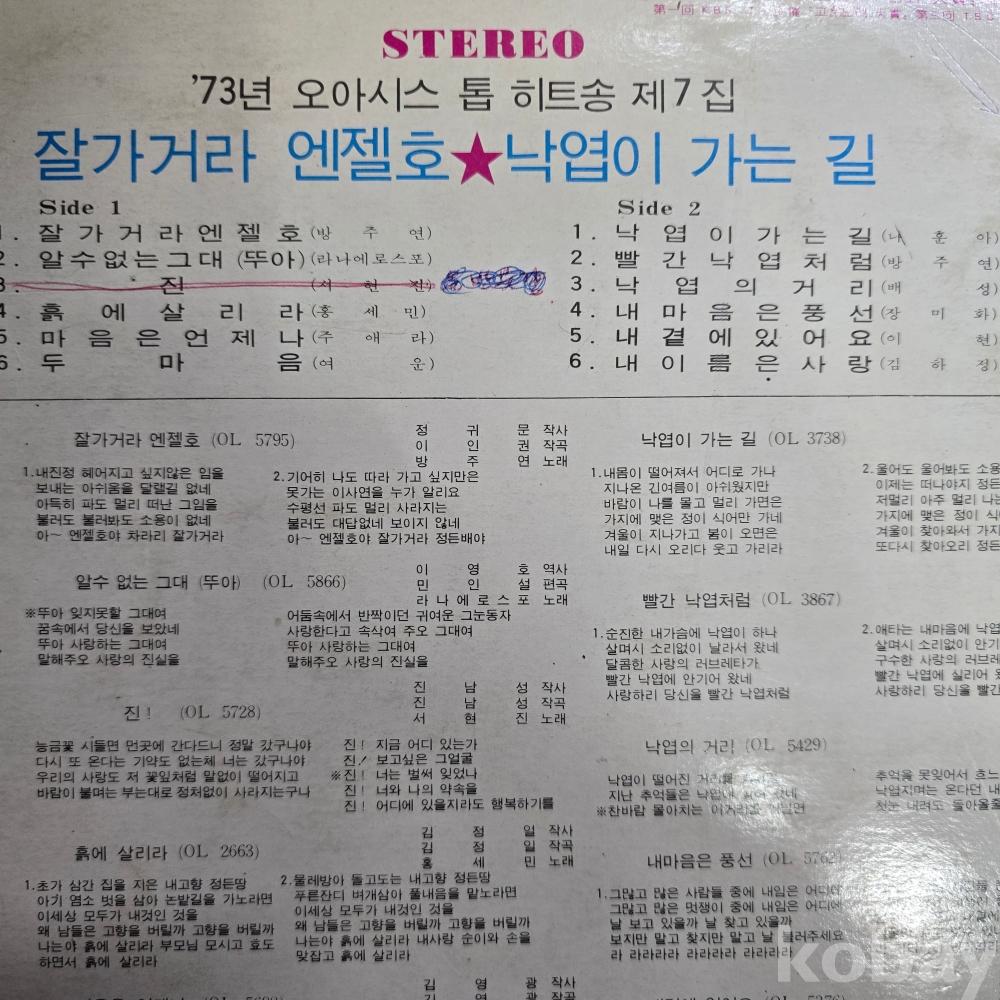 STEREO
'73년 오아시스 톱 히트송 제7집
잘가거라 엔젤호★낙엽이 가는 길
Side 1
1. 잘가거라엔젤호 (방주연)
2. 알수없는그대 (뚜아) (라나에로스포)
3. 진 (서현진)
4. 흙에살리라 (홍세민)
5. 마음은언제나 (주애라)
6. 두마음 (여운)
Side 2
1. 낙엽이가는길 (나훈아)
2. 빨간낙엽처럼 (방주연)
3. 낙엽의거리 (배성)
4. 내마음은풍선 (장미화)
5. 내곁에있어요 (이현)
6. 내이름은사랑 (김하정)
잘가거라 엔젤호 (OL 5795)
정귀문 작사
이인권 작곡
방주연 노래
1. 내진정 헤어지고 싶지않은 임을
보내는 아쉬움을 달랠길 없네
아득히 파도 멀리 떠난 그임을
불러도 불러봐도 소용이 없네
아~ 엔젤호야 차라리 잘가거라
2. 기어히 나도 따라 가고 싶지만은
못가는 이사연을 누가 알리요
수평선 파도 멀리 사라지는
불러도 대답없네 보이지 않네
아~ 엔젤호야 잘가거라 정든배야
알수 없는 그대 (뚜아) (OL 5866)
이영호 역사
민인설 편곡
라나에로스포 노래
※뚜아 잊지못할 그대여
꿈속에서 당신을 보았네
뚜아 사랑하는 그대여
말해주오 사랑의 진실을
어둠속에서 반짝이던 귀여운 그눈동자
사랑한다고 속삭여 주오 그대여
뚜아 사랑하는 그대여
말해주오 사랑의 진실을
진! (OL 5728)
진남성 작사
진남성 작곡
서현진 노래
능금꽃 시들면 먼곳에 간다드니 정말 갔구나야
다시 또 온다는 기약도 없는체 너는 갔구나야
우리의 사랑도 저 꽃잎처럼 말없이 떨어지고
바람이 불며는 부는대로 정처없이 사라지는구나
진! 지금 어디 있는가
진! 보고싶은 그얼굴
※진! 너는 벌써 잊었나
진! 너와 나의 약속을
진! 어디에 있을지라도 행복하기를
흙에 살리라 (OL 2663)
김정일 작사
김정일 작곡
홍세민 노래
1. 초가 삼간 집을 지은 내고향 정든땅
아기 염소 벗을 삼아 논밭길을 가노라면
이세상 모두가 내것인 것을
왜 남들은 고향을 버릴까 고향을 버릴까
나는야 흙에 살리라 부모님 모시고 효도
하면서 흙에 살리라
2. 물레방아 돌고도는 내고향 정든땅
푸른잔디 벼개삼아 풀내음을 맡노라면
이세상 모두가 내것인 것을
왜 남들은 고향을 버릴까 고향을 버릴까
나는야 흙에 살리라 내사랑 순이와 손을
맞잡고 흙에 살리라
김영광 작사
낙엽이 가는 길 (OL 3738)
1. 내몸이 떨어져서 어디로 가나
지나온 긴여름이 아쉬웠지만
바람이 나를 몰고 멀리 가면은
가지에 맺은 정이 식어만 가네
겨울이 지나가고 봄이 오면은
내일 다시 오리다 웃고 가리라
2. 울어도 울어봐도 소용
이제는 떠나야지 정든
저멀리 아주 멀리 나는
가지에 맺은 정이 식
겨울이 찾아와서 가지
또다시 찾아오리 정든
빨간 낙엽처럼 (OL 3867)
1. 순진한 내가슴에 낙엽이 하나
살며시 소리없이 날라서 왔네
달콤한 사랑의 러브레타가
빨간 낙엽에 안기어 왔네
사랑하리 당신을 빨간 낙엽처럼
2. 애타는 내마음에 낙엽
살며시 소리없이 안기
구수한 사랑의 러브레
빨간 낙엽에 실리어
사랑하리 당신을 빨간
낙엽의 거리 (OL 5429)
낙엽이 떨어진 거리를
지난 추억들은 낙엽
※찬바람 몰아치는
추억을 못잊어서 흐느
낙엽지며는 온다던 내
첫눈 내려도 돌아올줄
내마음은 풍선 (OL 5762)
1. 그많고 많은 사람들 중에 내임은 어디에
그많고 많은 멋쟁이 중에 내임은 어디에
날 보고 있을까 날 찾고 있을까
보지만 말고 찾지만 말고 날 불러주세요
라 라라라라 라라라라 라라라라
kobay